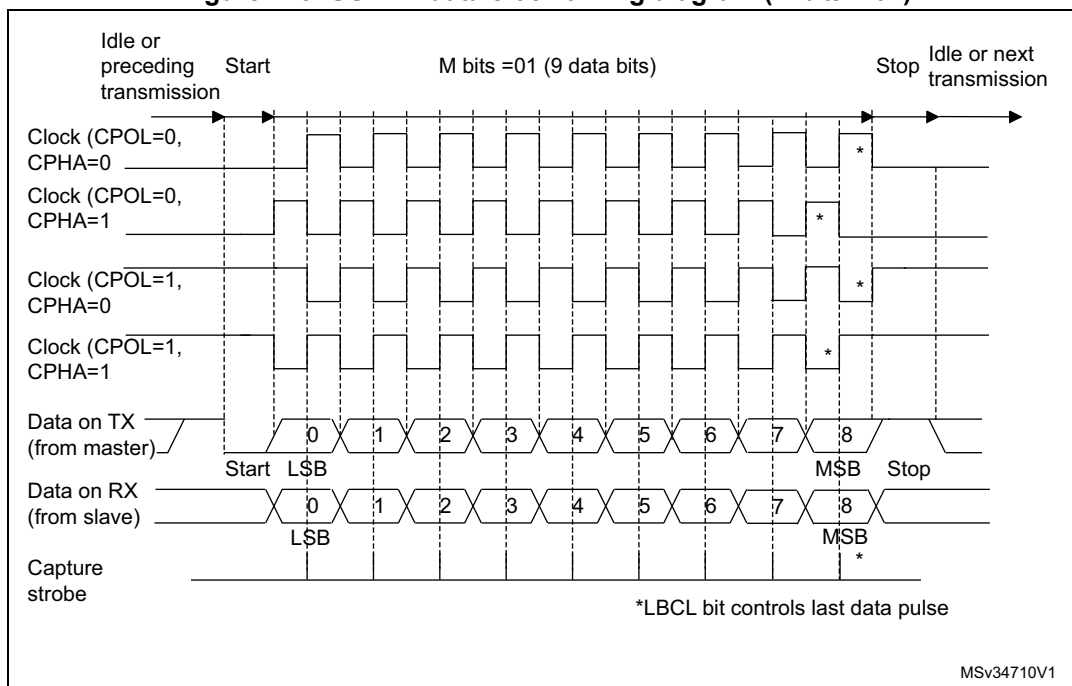 Idle or
preceding
transmission
Start
M bits =01 (9 data bits)
Stop
Idle or next
transmission
Clock (CPOL=0,
CPHA=0
*
Clock (CPOL=0,
CPHA=1
*
Clock (CPOL=1,
CPHA=0
*
Clock (CPOL=1,
CPHA=1
*
Data on TX
(from master)
0 1 2 3 4 5 6 7 8
Start LSB MSB Stop
Data on RX
(from slave)
0 1 2 3 4 5 6 7 8
LSB MSB
Capture
strobe
*
*LBCL bit controls last data pulse
MSv34710V1